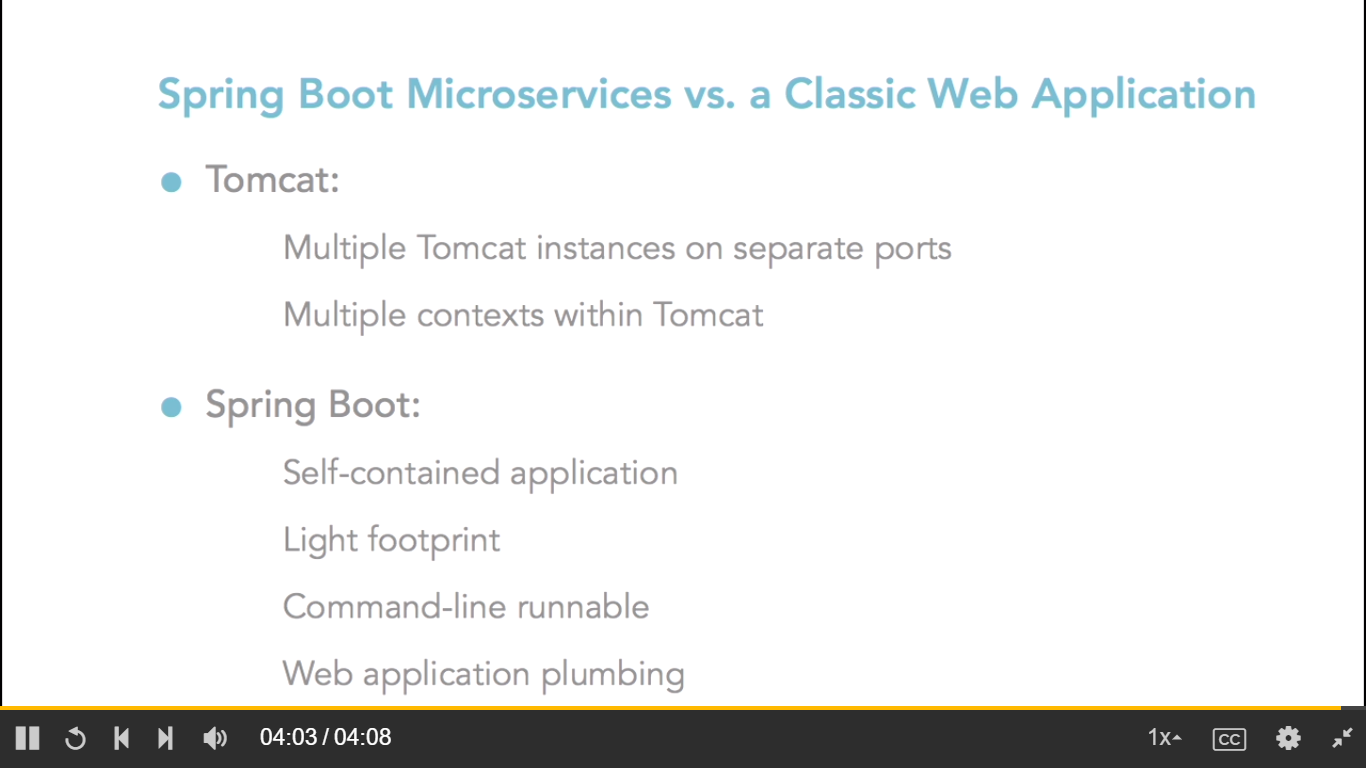 Spring Boot Microservices vs. a Classic Web Application
Tomcat:
Multiple Tomcat instances on separate ports
Multiple contexts within Tomcat
Spring Boot:
Self-contained application
Light footprint
Command-line runnable
Web application plumbing
04:03 / 04:08
1x
CC